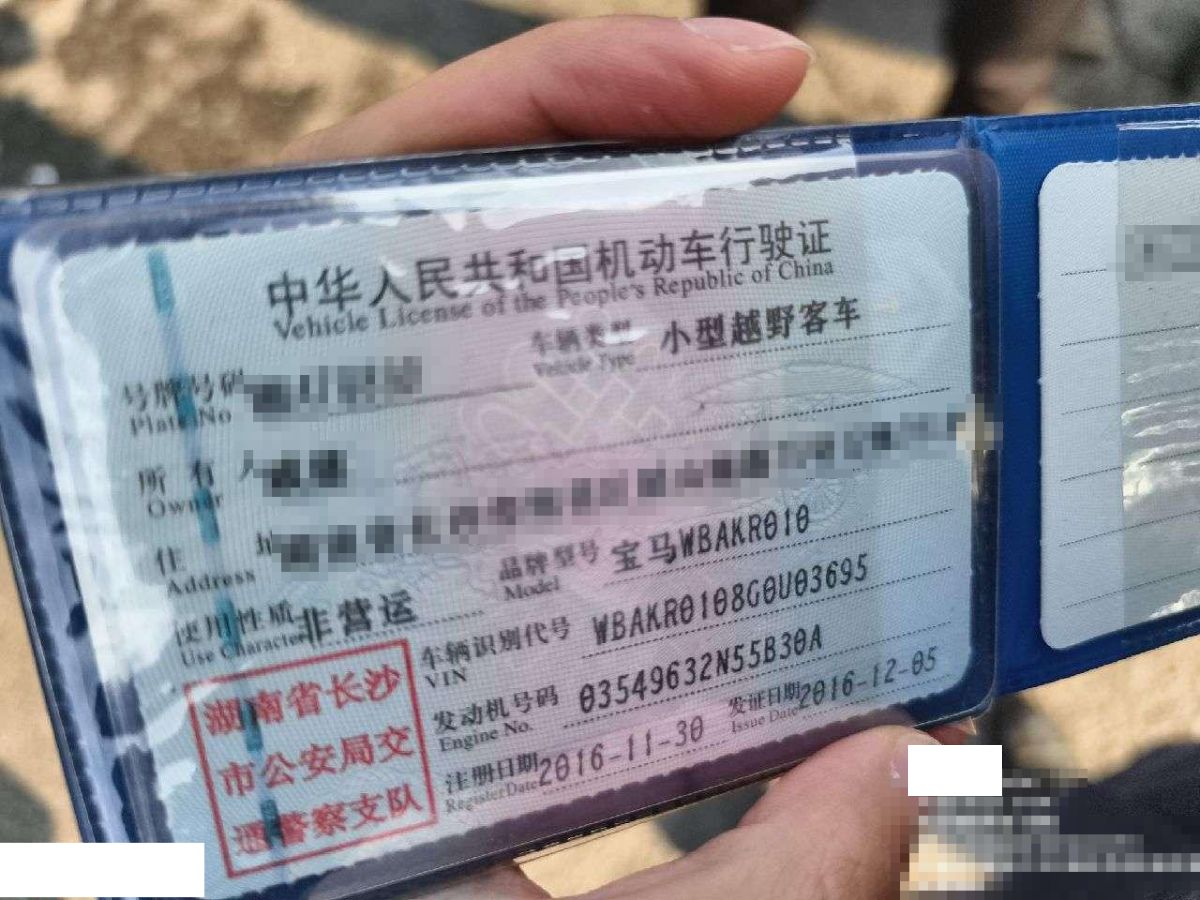 中华人民共和国机动车行驶证
Vehicle License of the People's Republic of China
号牌号码
Plate No
车辆类型 小型越野客车
Vehicle Type
所有人
Owner
住址
Address
品牌型号 宝马WBAKR010
Model
使用性质 非营运
Use Character
车辆识别代号 WBAKR0108G0U03695
VIN
发动机号码 03549632N55B30A
Engine No.
注册日期 2016-11-30
Register Date
发证日期 2016-12-05
Issue Date
湖南省长沙
市公安局交
通警察支队